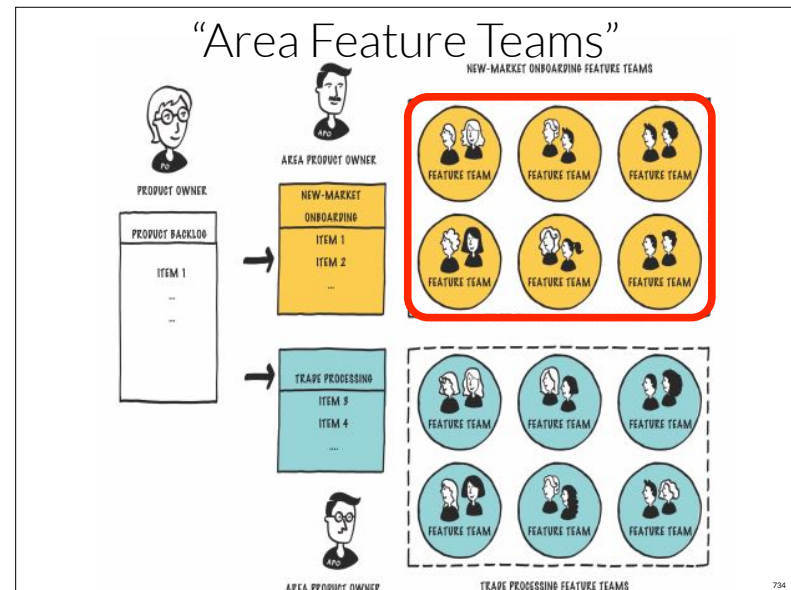 “Area Feature Teams”
NEW-MARKET ONBOARDING FEATURE TEAMS
PO
PRODUCT OWNER
APO
AREA PRODUCT OWNER
PRODUCT BACKLOG
ITEM 1
...
...
NEW-MARKET
ONBOARDING
ITEM 1
ITEM 2
...
FEATURE TEAM
FEATURE TEAM
FEATURE TEAM
FEATURE TEAM
FEATURE TEAM
FEATURE TEAM
TRADE PROCESSING
ITEM 3
ITEM 4
....
FEATURE TEAM
FEATURE TEAM
FEATURE TEAM
FEATURE TEAM
FEATURE TEAM
FEATURE TEAM
APO
AREA PRODUCT OWNER
TRADE PROCESSING FEATURE TEAMS
734